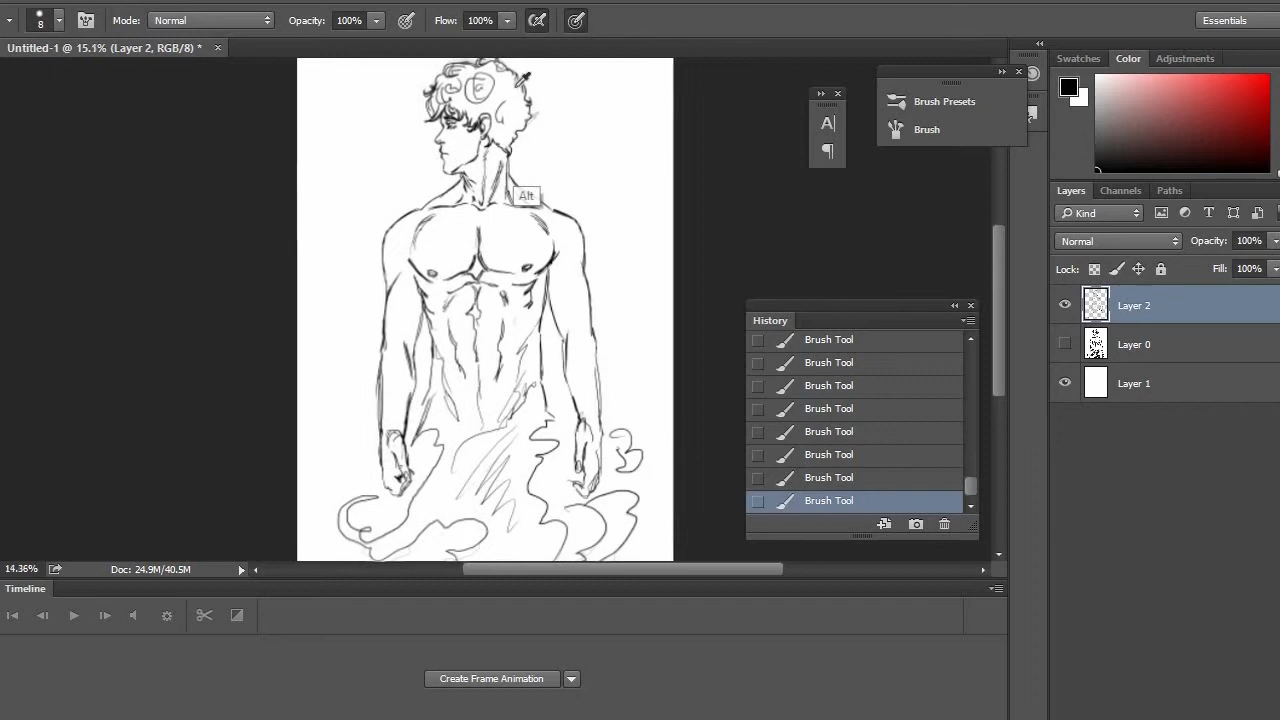 8 Mode: Normal Opacity: 100% Flow: 100% Essentials
Untitled-1 @ 15.1% (Layer 2, RGB/8) *
Swatches Color Adjustments
Brush Presets
Brush
A
¶
Alt
Layers Channels Paths
Kind
Normal Opacity: 100%
Lock: Fill: 100%
Layer 2
Layer 0
Layer 1
History
Brush Tool
Brush Tool
Brush Tool
Brush Tool
Brush Tool
Brush Tool
Brush Tool
Brush Tool
14.36% Doc: 24.9M/40.5M
Timeline
Create Frame Animation